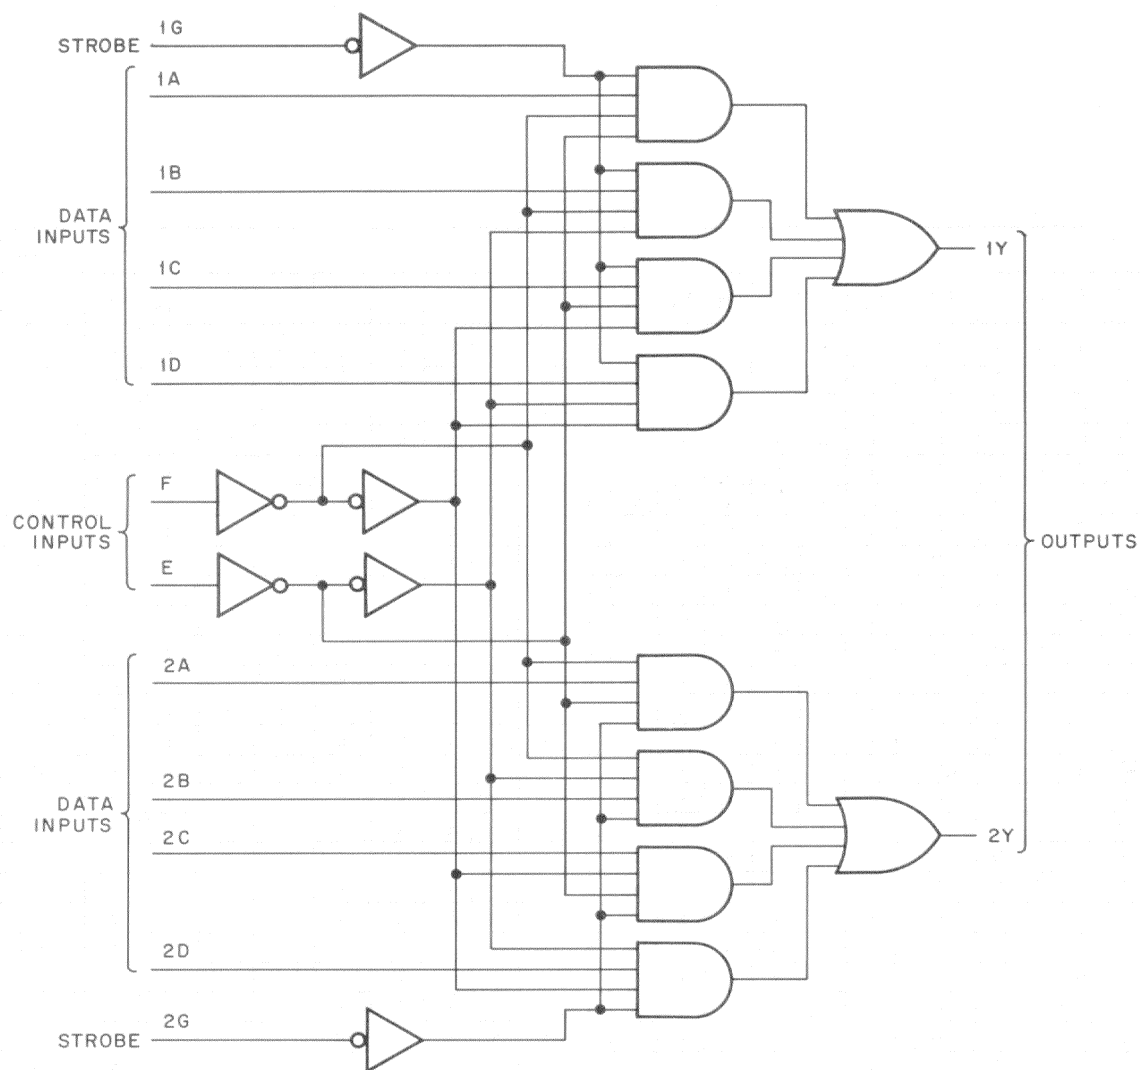 1G
STROBE
1A
1B
DATA
INPUTS
1C
1D
F
CONTROL
INPUTS
E
2A
2B
DATA
INPUTS
2C
2D
2G
STROBE
1Y
OUTPUTS
2Y